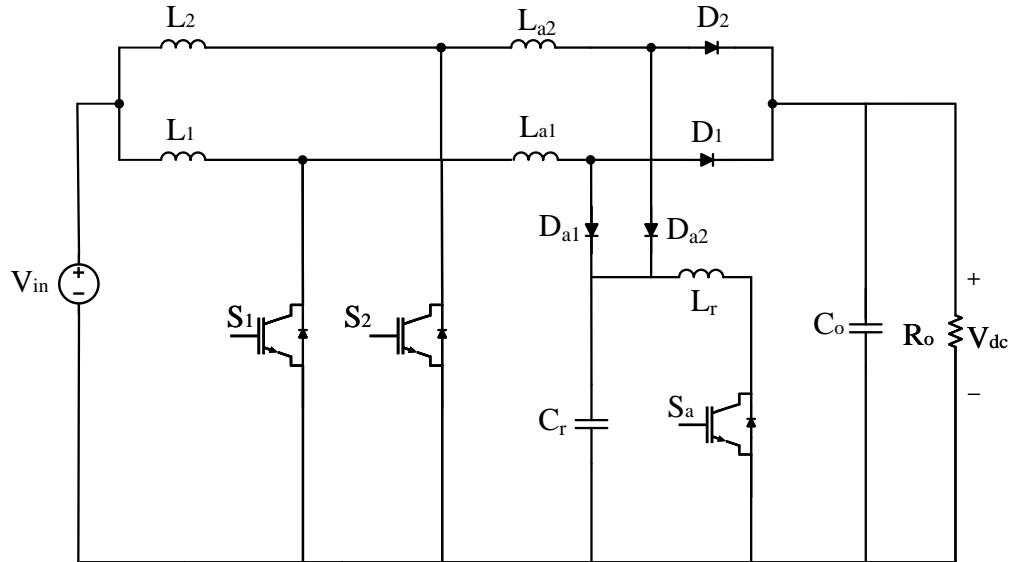 L2
La2
D2
L1
La1
D1
Da1
Da2
Vin
+
−
S1
S2
Lr
+
Co
Ro
Vdc
Sa
Cr
−